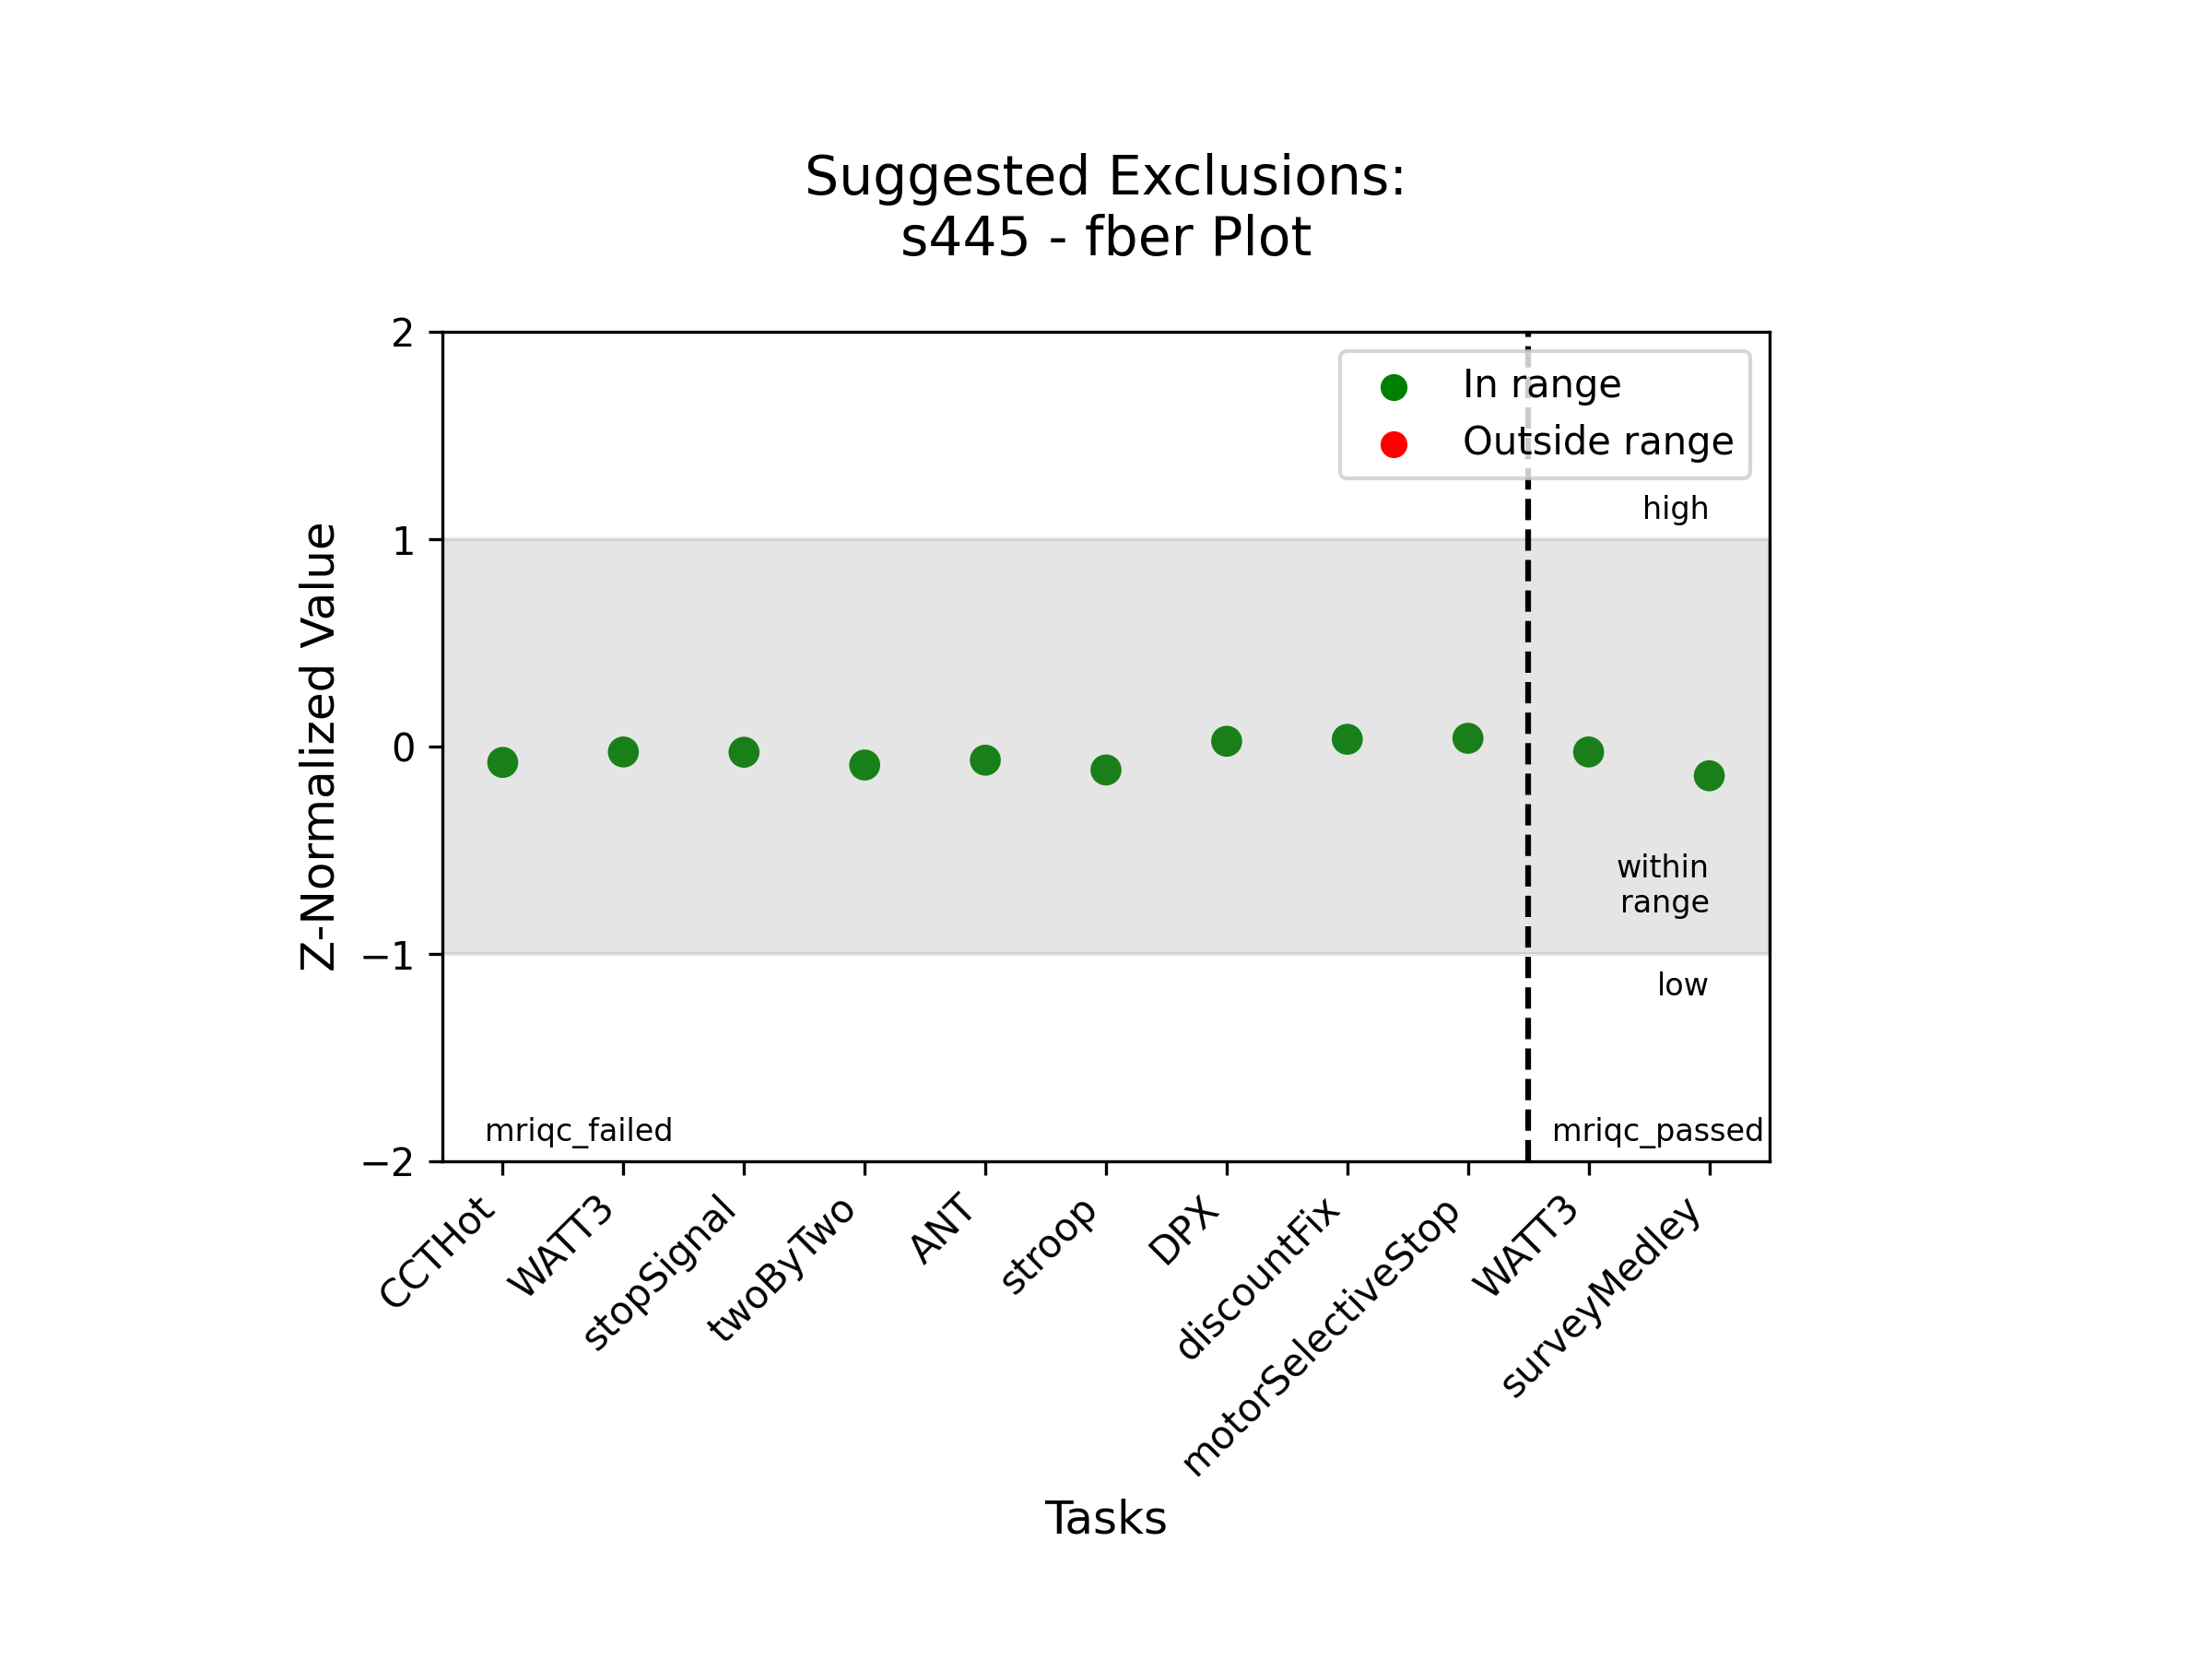 Suggested Exclusions:
s445 - fber Plot
In range
Outside range
high
within
range
low
mriqc_failed
mriqc_passed
2
1
0
−1
−2
Z-Normalized Value
CCTHot
WATT3
stopSignal
twoByTwo
ANT
stroop
DPX
discountFix
motorSelectiveStop
WATT3
surveyMedley
Tasks